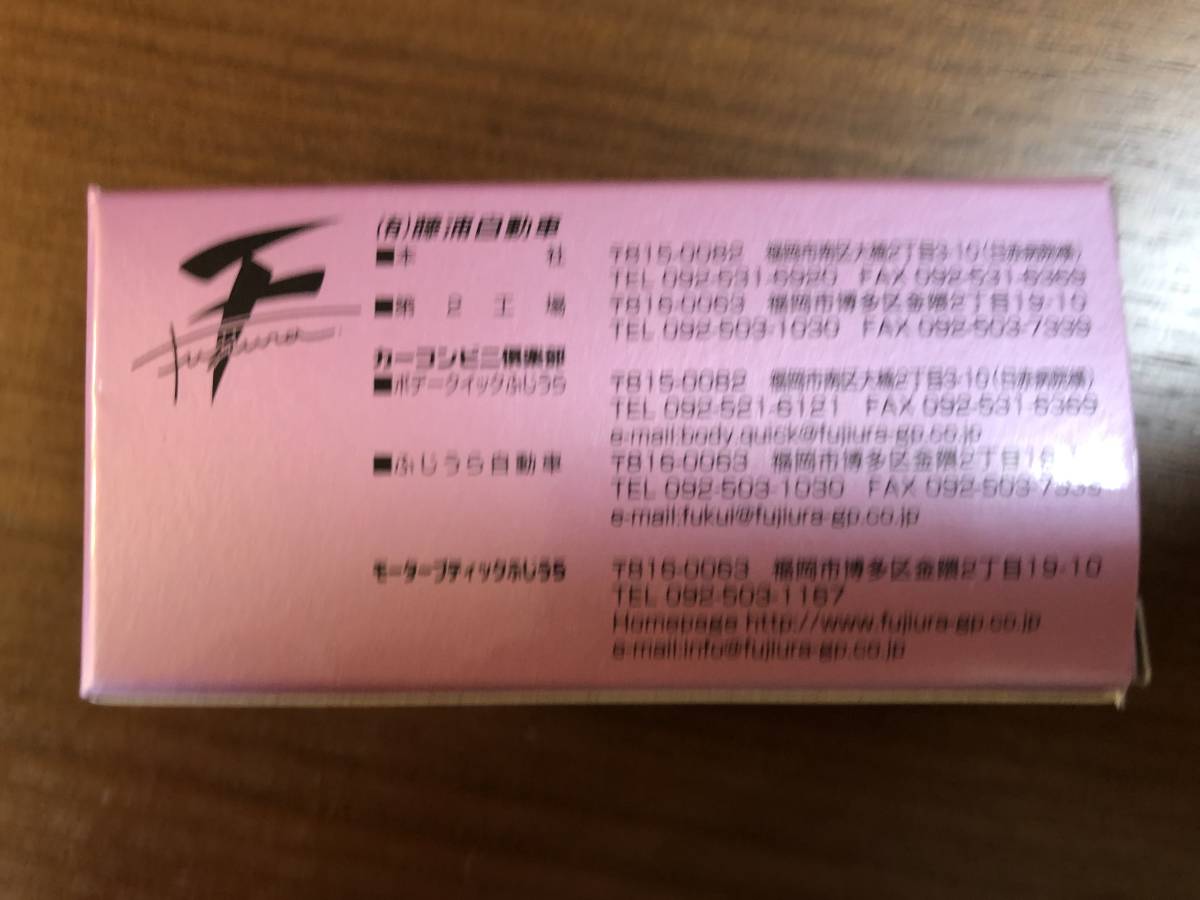 Fujiura
(有)藤浦自動車
■本 社 〒815-0082 福岡市南区大橋2丁目3-10(日赤病院様)
TEL 092-531-6920 FAX 092-531-6369
■第2工場 〒816-0063 福岡市博多区金隈2丁目19-10
TEL 092-503-1030 FAX 092-503-7339
カーコンビニ倶楽部
■ボデークイックふじうら 〒815-0082 福岡市南区大橋2丁目3-10(日赤病院様)
TEL 092-521-6121 FAX 092-531-6369
e-mail:body.quick@fujiura-gp.co.jp
■ふじうら自動車 〒816-0063 福岡市博多区金隈2丁目
TEL 092-503-1030 FAX 092-503-7339
e-mail:fukui@fujiura-gp.co.jp
モーターブティックふじうら 〒816-0063 福岡市博多区金隈2丁目19-10
TEL 092-503-1167
Homepage http://www.fujiura-gp.co.jp
e-mail:info@fujiura-gp.co.jp